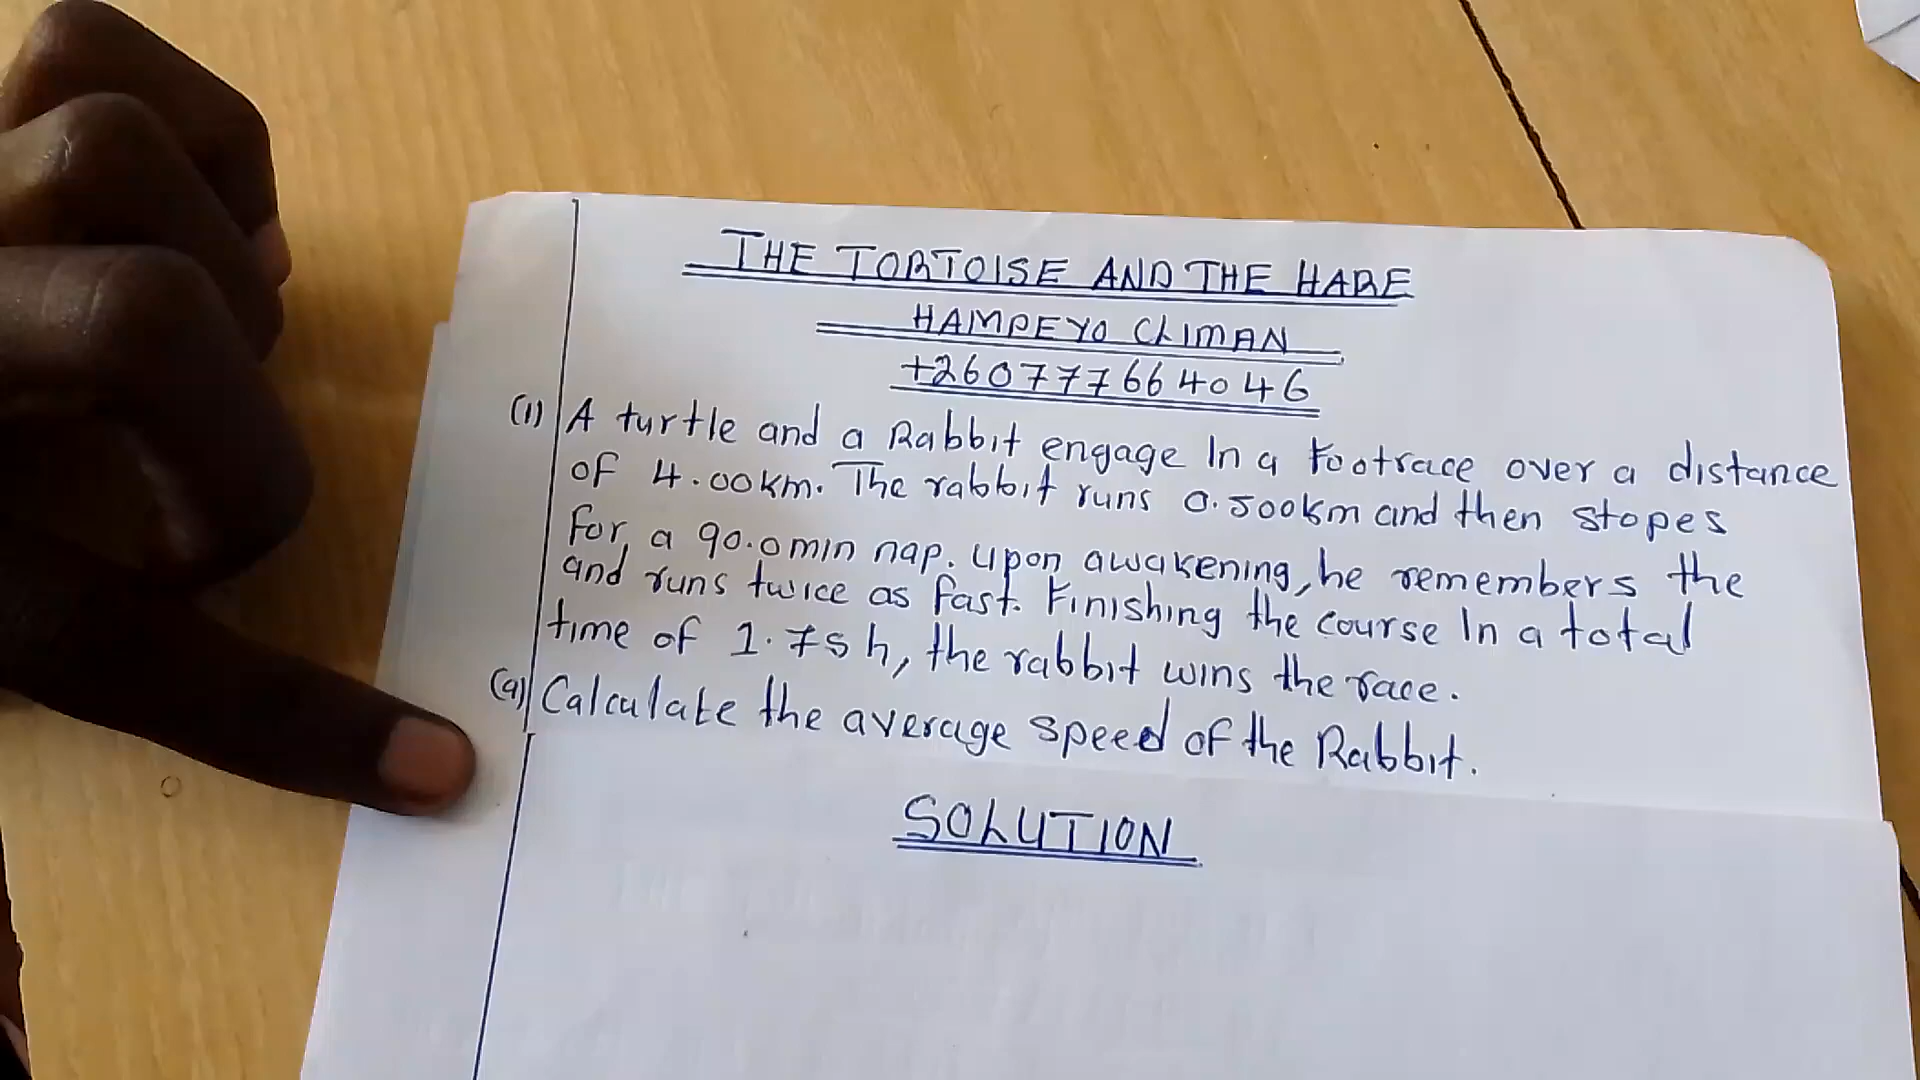 THE TORTOISE AND THE HARE
HAMPEYO CLIMAN
+260777664046
(1) A turtle and a Rabbit engage In a footrace over a distance
of 4.00km. The rabbit runs 0.500km and then stopes
for a 90.0min nap. Upon awakening, he remembers the
and runs twice as fast. Finishing the course In a total
time of 1.75h, the rabbit wins the race.
(a) Calculate the average speed of the Rabbit.
SOLUTION